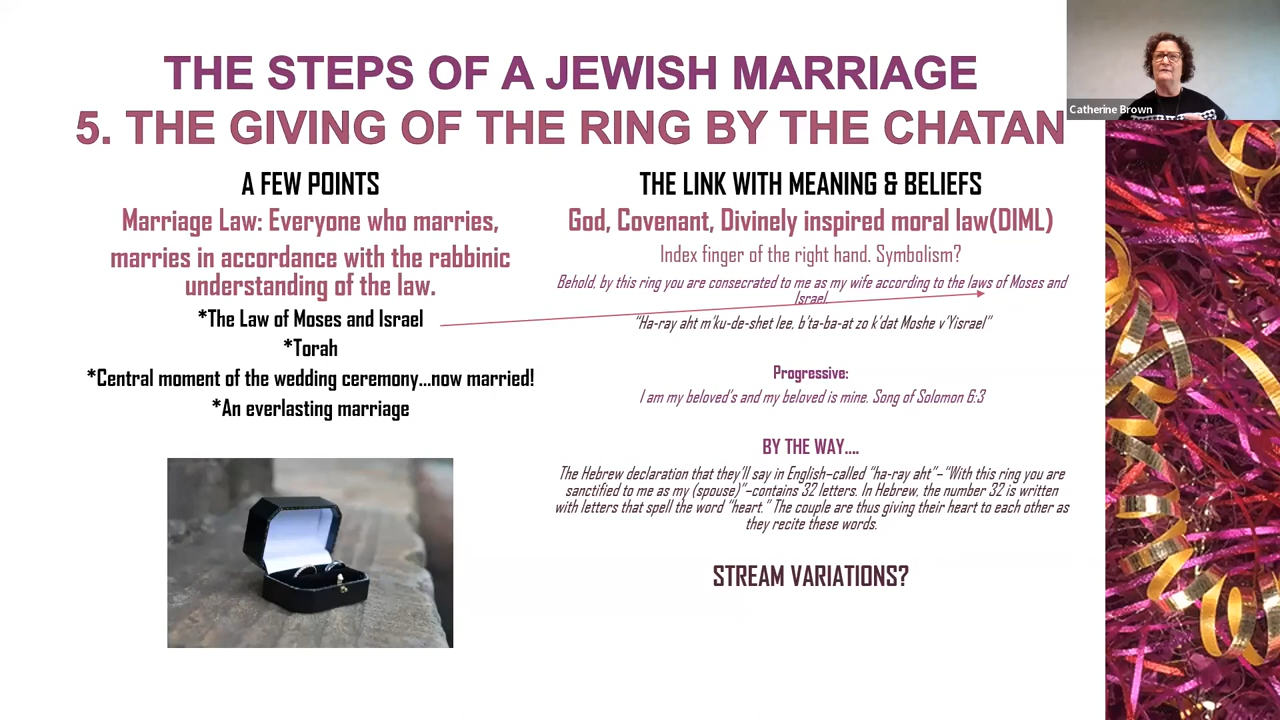 THE STEPS OF A JEWISH MARRIAGE
5. THE GIVING OF THE RING BY THE CHATAN
Catherine Brown
A FEW POINTS
Marriage Law: Everyone who marries,
marries in accordance with the rabbinic
understanding of the law.
*The Law of Moses and Israel
*Torah
*Central moment of the wedding ceremony...now married!
*An everlasting marriage
THE LINK WITH MEANING & BELIEFS
God, Covenant, Divinely inspired moral law(DIML)
Index finger of the right hand. Symbolism?
Behold, by this ring you are consecrated to me as my wife according to the laws of Moses and
Israel.
"Ha-ray aht m'ku-de-shet lee, b'ta-ba-at zo k'dat Moshe v'Yisrael"
Progressive:
I am my beloved's and my beloved is mine. Song of Solomon 6:3
BY THE WAY....
The Hebrew declaration that they'll say in English–called "ha-ray aht"–"With this ring you are
sanctified to me as my (spouse)"–contains 32 letters. In Hebrew, the number 32 is written
with letters that spell the word "heart." The couple are thus giving their heart to each other as
they recite these words.
STREAM VARIATIONS?